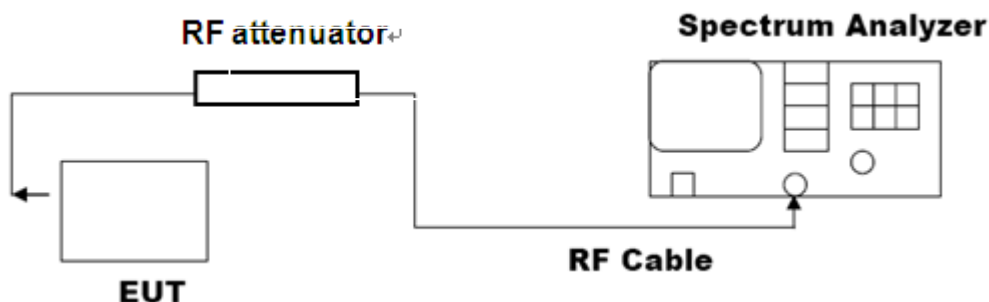 RF attenuator↵
Spectrum Analyzer
RF Cable
EUT